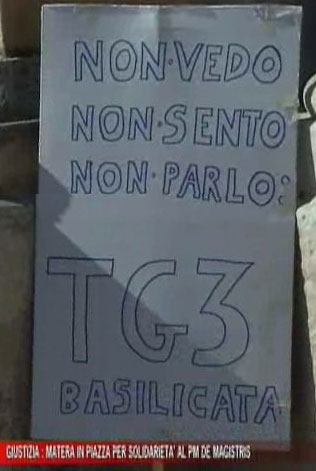 NON·VEDO
NON·SENTO
NON·PARLO:
TG3
BASILICATA
GIUSTIZIA : MATERA IN PIAZZA PER SOLIDARIETA' AL PM DE MAGISTRIS